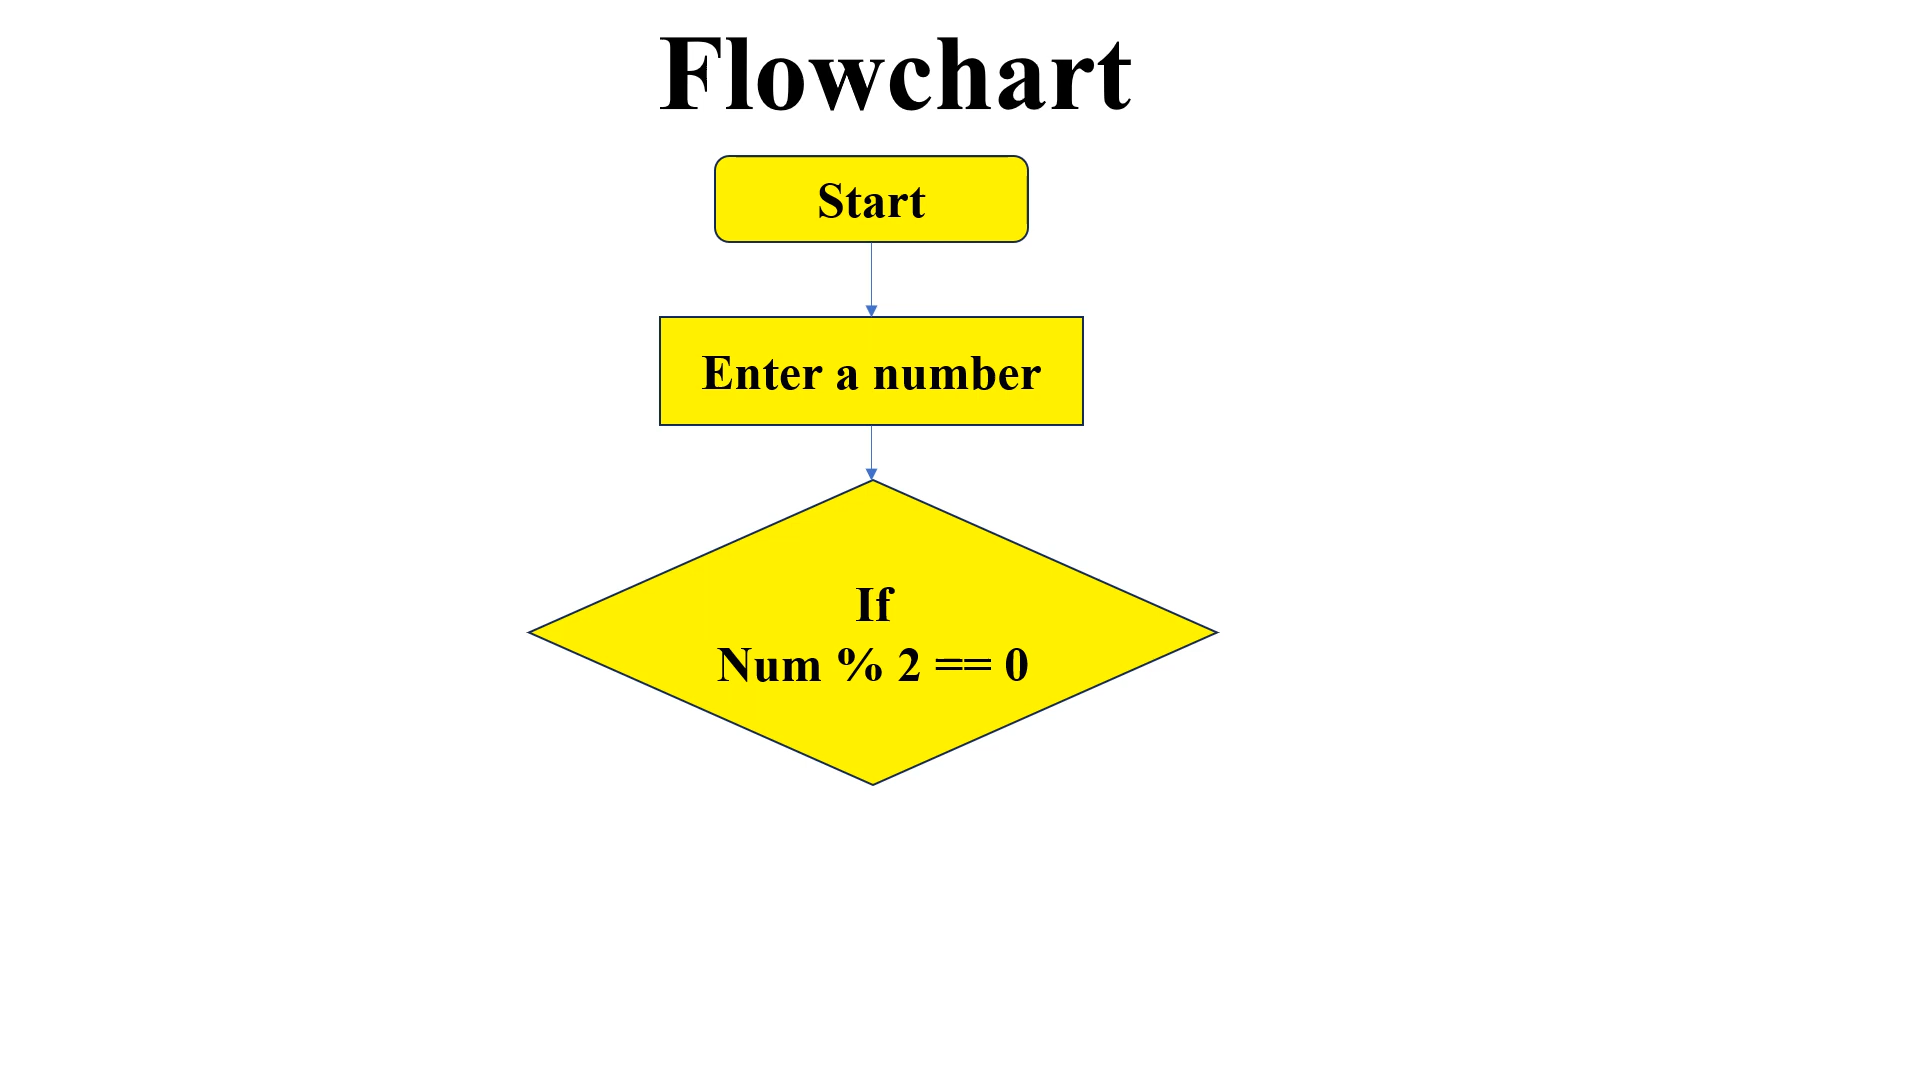 Flowchart
Start
Enter a number
If
Num % 2 == 0